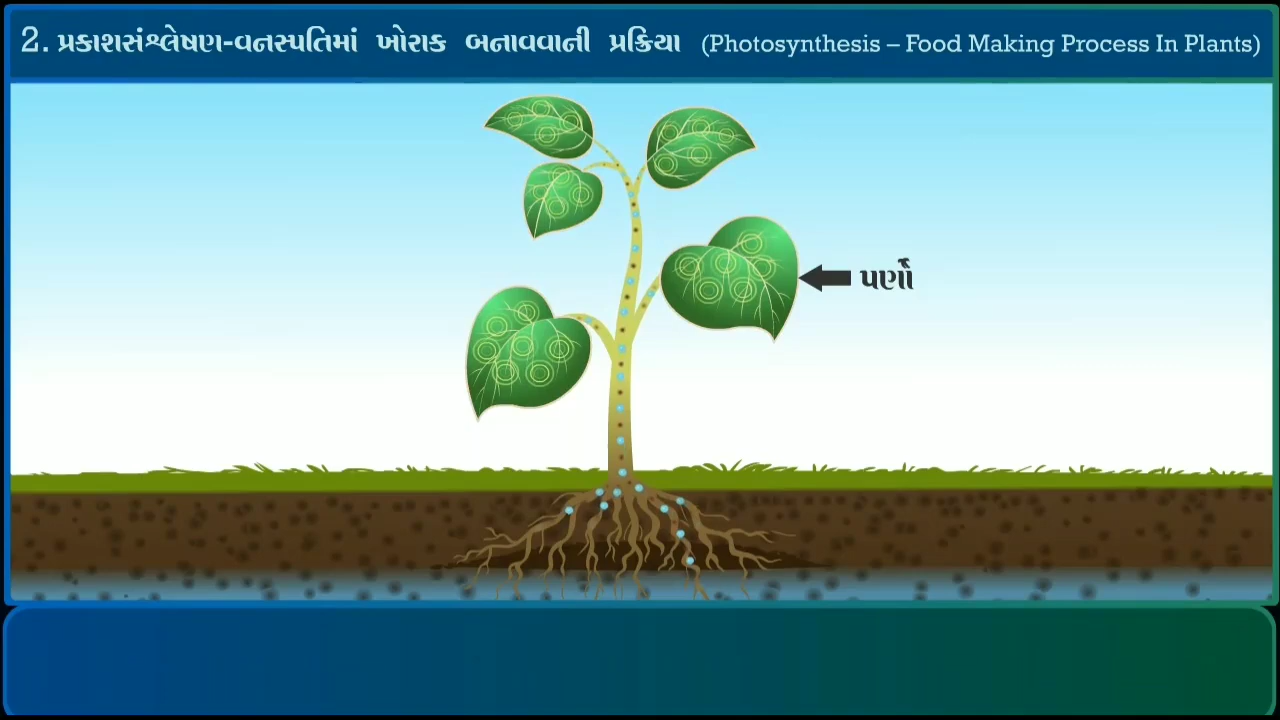 2. પ્રકાશસંશ્લેષણ-વનસ્પતિમાં ખોરાક બનાવવાની પ્રક્રિયા (Photosynthesis – Food Making Process In Plants)
પર્ણો